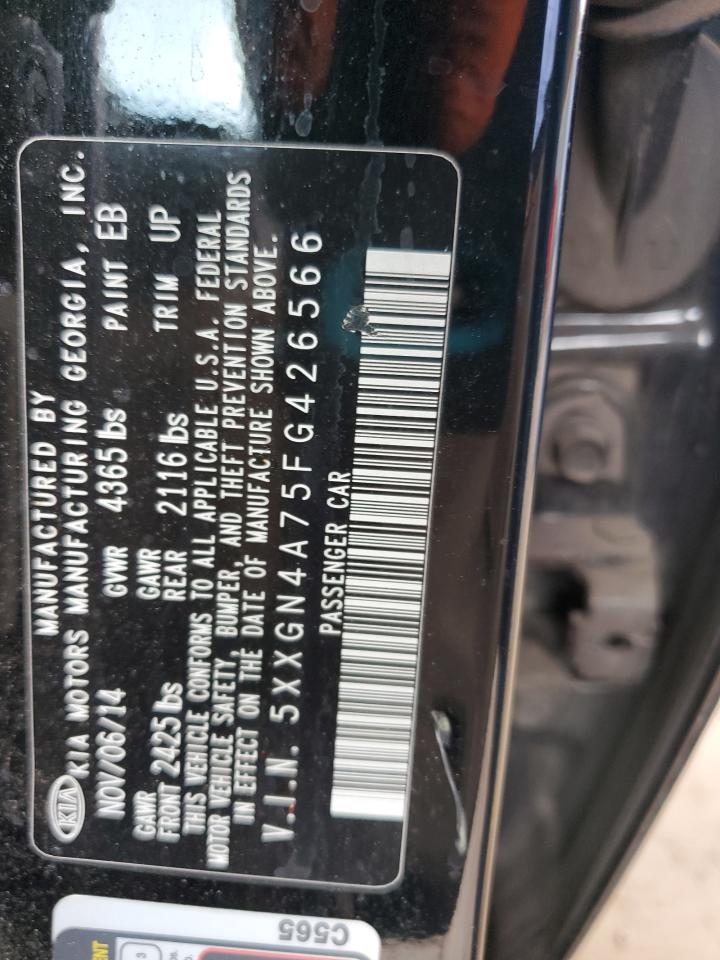 MANUFACTURED BY
KIA KIA MOTORS MANUFACTURING GEORGIA, INC.
NOV/06/14 GVWR 4365 lbs PAINT EB
GAWR FRONT 2425 lbs GAWR REAR 2116 lbs TRIM UP
THIS VEHICLE CONFORMS TO ALL APPLICABLE U.S.A. FEDERAL
MOTOR VEHICLE SAFETY, BUMPER, AND THEFT PREVENTION STANDARDS
IN EFFECT ON THE DATE OF MANUFACTURE SHOWN ABOVE.
V.I.N. 5XXGN4A75FG426566
PASSENGER CAR
C565
3